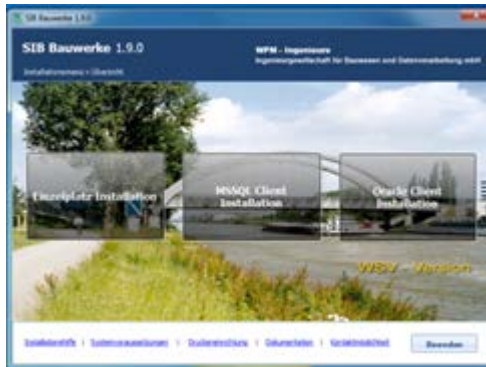 SIB Bauwerke 1.9.0
SIB Bauwerke 1.9.0
WPM - Ingenieure
Ingenieurgesellschaft für Bauwesen und Datenverarbeitung mbH
Installationsmenü > Übersicht
Einzelplatz Installation
MSSQL Client
Installation
Oracle Client
Installation
WSV - Version
Installationshilfe | Systemvoraussetzungen | Druckereinrichtung | Dokumentation | Kontaktmöglichkeit
Beenden